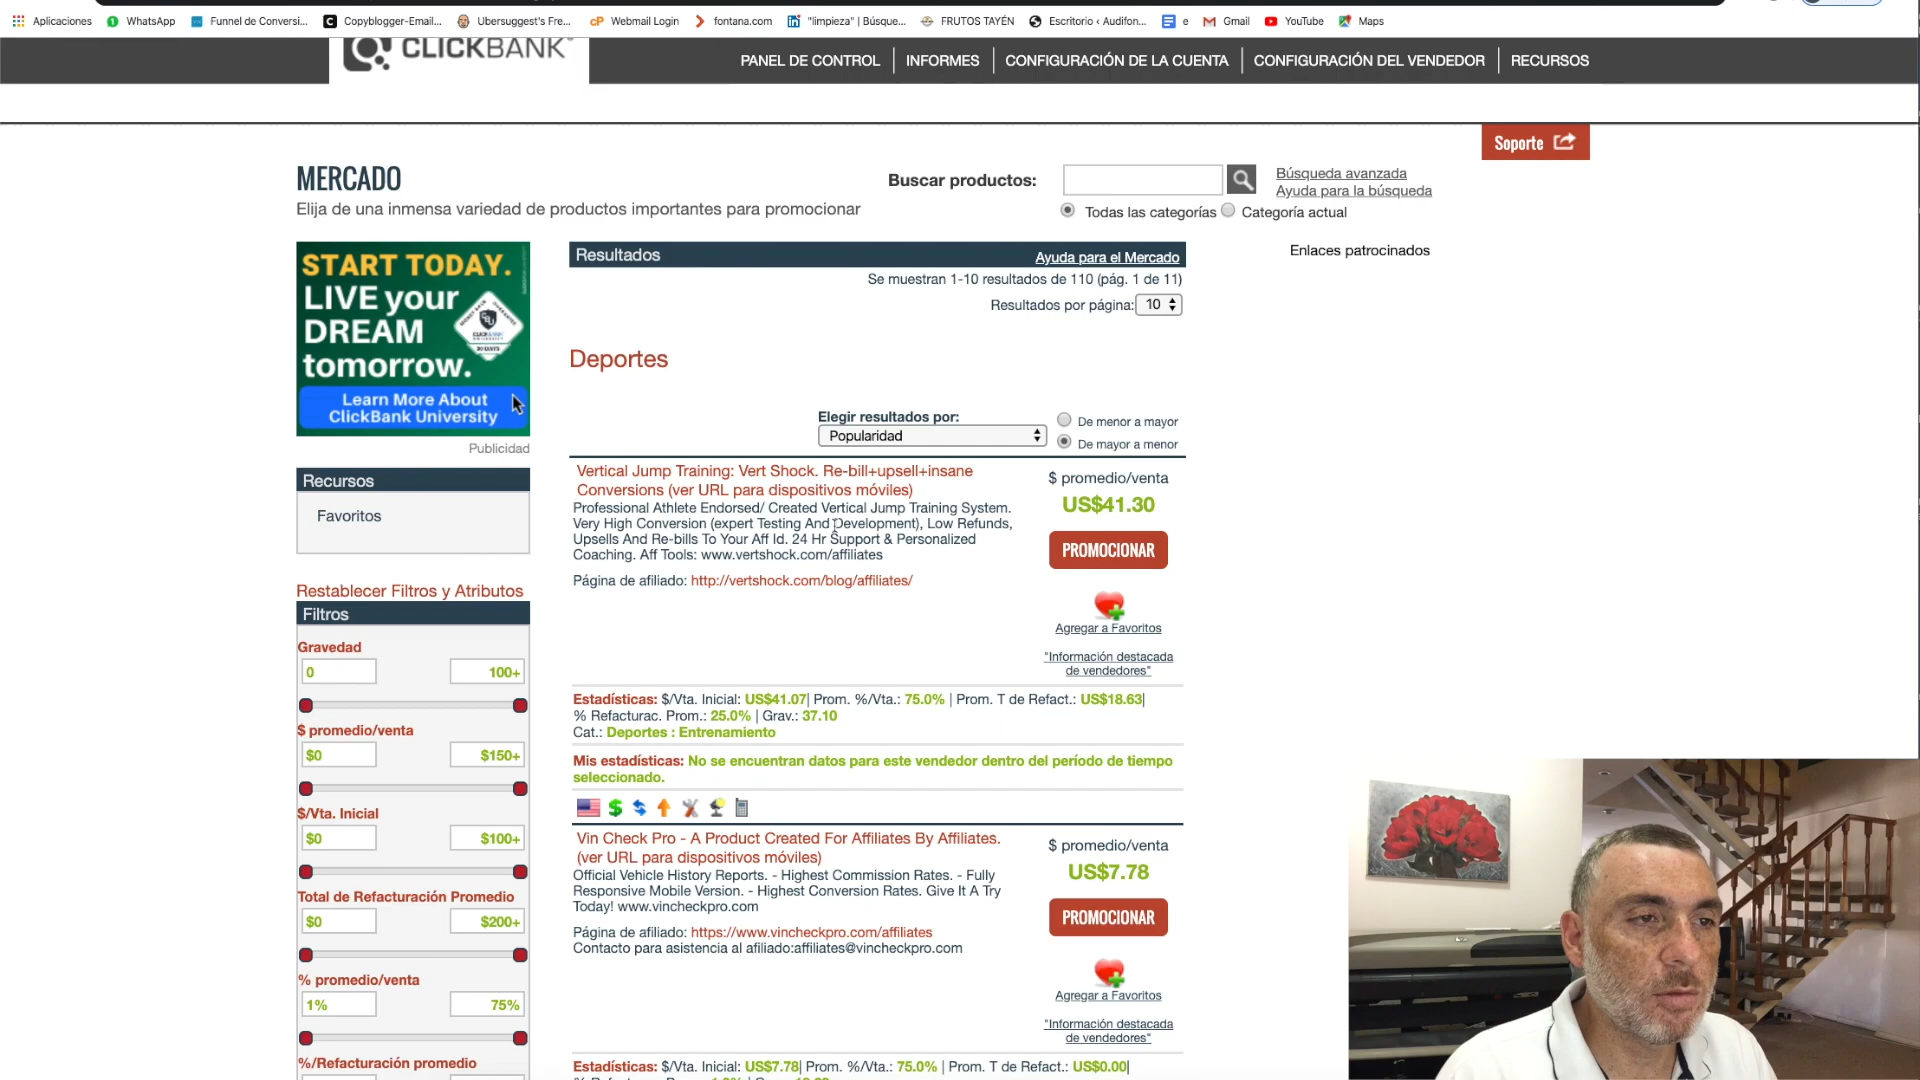 Aplicaciones
WhatsApp
Funnel de Conversi...
Copyblogger-Email...
Ubersuggest's Fre...
Webmail Login
fontana.com
"limpieza" | Búsque...
FRUTOS TAYÉN
Escritorio ‹ Audifon...
e
Gmail
YouTube
Maps
CLICKBANK
PANEL DE CONTROL
INFORMES
CONFIGURACIÓN DE LA CUENTA
CONFIGURACIÓN DEL VENDEDOR
RECURSOS
Soporte
MERCADO
Elija de una inmensa variedad de productos importantes para promocionar
Buscar productos:
Búsqueda avanzada
Ayuda para la búsqueda
Todas las categorías
Categoría actual
START TODAY.
LIVE your
DREAM
tomorrow.
Learn More About
ClickBank University
Publicidad
Recursos
Favoritos
Restablecer Filtros y Atributos
Filtros
Gravedad
0
100+
$ promedio/venta
$0
$150+
$/Vta. Inicial
$0
$100+
Total de Refacturación Promedio
$0
$200+
% promedio/venta
1%
75%
%/Refacturación promedio
Resultados
Ayuda para el Mercado
Se muestran 1-10 resultados de 110 (pág. 1 de 11)
Resultados por página: 10
Deportes
Elegir resultados por:
Popularidad
De menor a mayor
De mayor a menor
Vertical Jump Training: Vert Shock. Re-bill+upsell+insane
Conversions (ver URL para dispositivos móviles)
Professional Athlete Endorsed/ Created Vertical Jump Training System.
Very High Conversion (expert Testing And Development), Low Refunds,
Upsells And Re-bills To Your Aff Id. 24 Hr Support & Personalized
Coaching. Aff Tools: www.vertshock.com/affiliates
Página de afiliado: http://vertshock.com/blog/affiliates/
$ promedio/venta
US$41.30
PROMOCIONAR
Agregar a Favoritos
"Información destacada
de vendedores"
Estadísticas: $/Vta. Inicial: US$41.07| Prom. %/Vta.: 75.0% | Prom. T de Refact.: US$18.63|
% Refacturac. Prom.: 25.0% | Grav.: 37.10
Cat.: Deportes : Entrenamiento
Mis estadísticas: No se encuentran datos para este vendedor dentro del período de tiempo
seleccionado.
Vin Check Pro - A Product Created For Affiliates By Affiliates.
(ver URL para dispositivos móviles)
Official Vehicle History Reports. - Highest Commission Rates. - Fully
Responsive Mobile Version. - Highest Conversion Rates. Give It A Try
Today! www.vincheckpro.com
Página de afiliado: https://www.vincheckpro.com/affiliates
Contacto para asistencia al afiliado:affiliates@vincheckpro.com
$ promedio/venta
US$7.78
PROMOCIONAR
Agregar a Favoritos
"Información destacada
de vendedores"
Estadísticas: $/Vta. Inicial: US$7.78| Prom. %/Vta.: 75.0% | Prom. T de Refact.: US$0.00|
Enlaces patrocinados